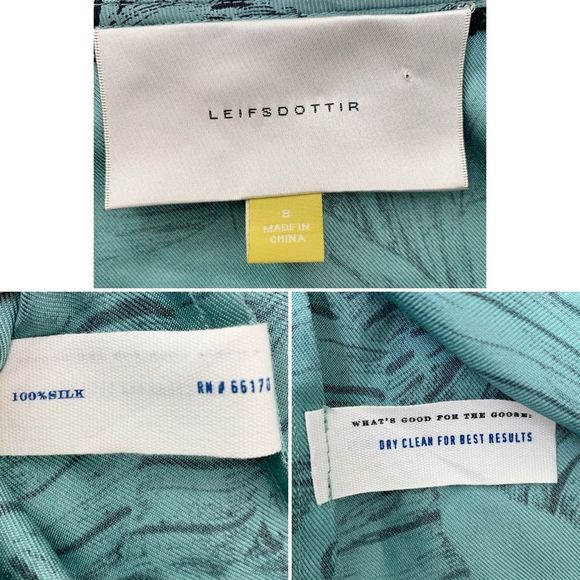 LEIFSDOTTIR
8
MADE IN
CHINA
100%SILK
RN # 66170
WHAT'S GOOD FOR THE GOOSE?
DRY CLEAN FOR BEST RESULTS